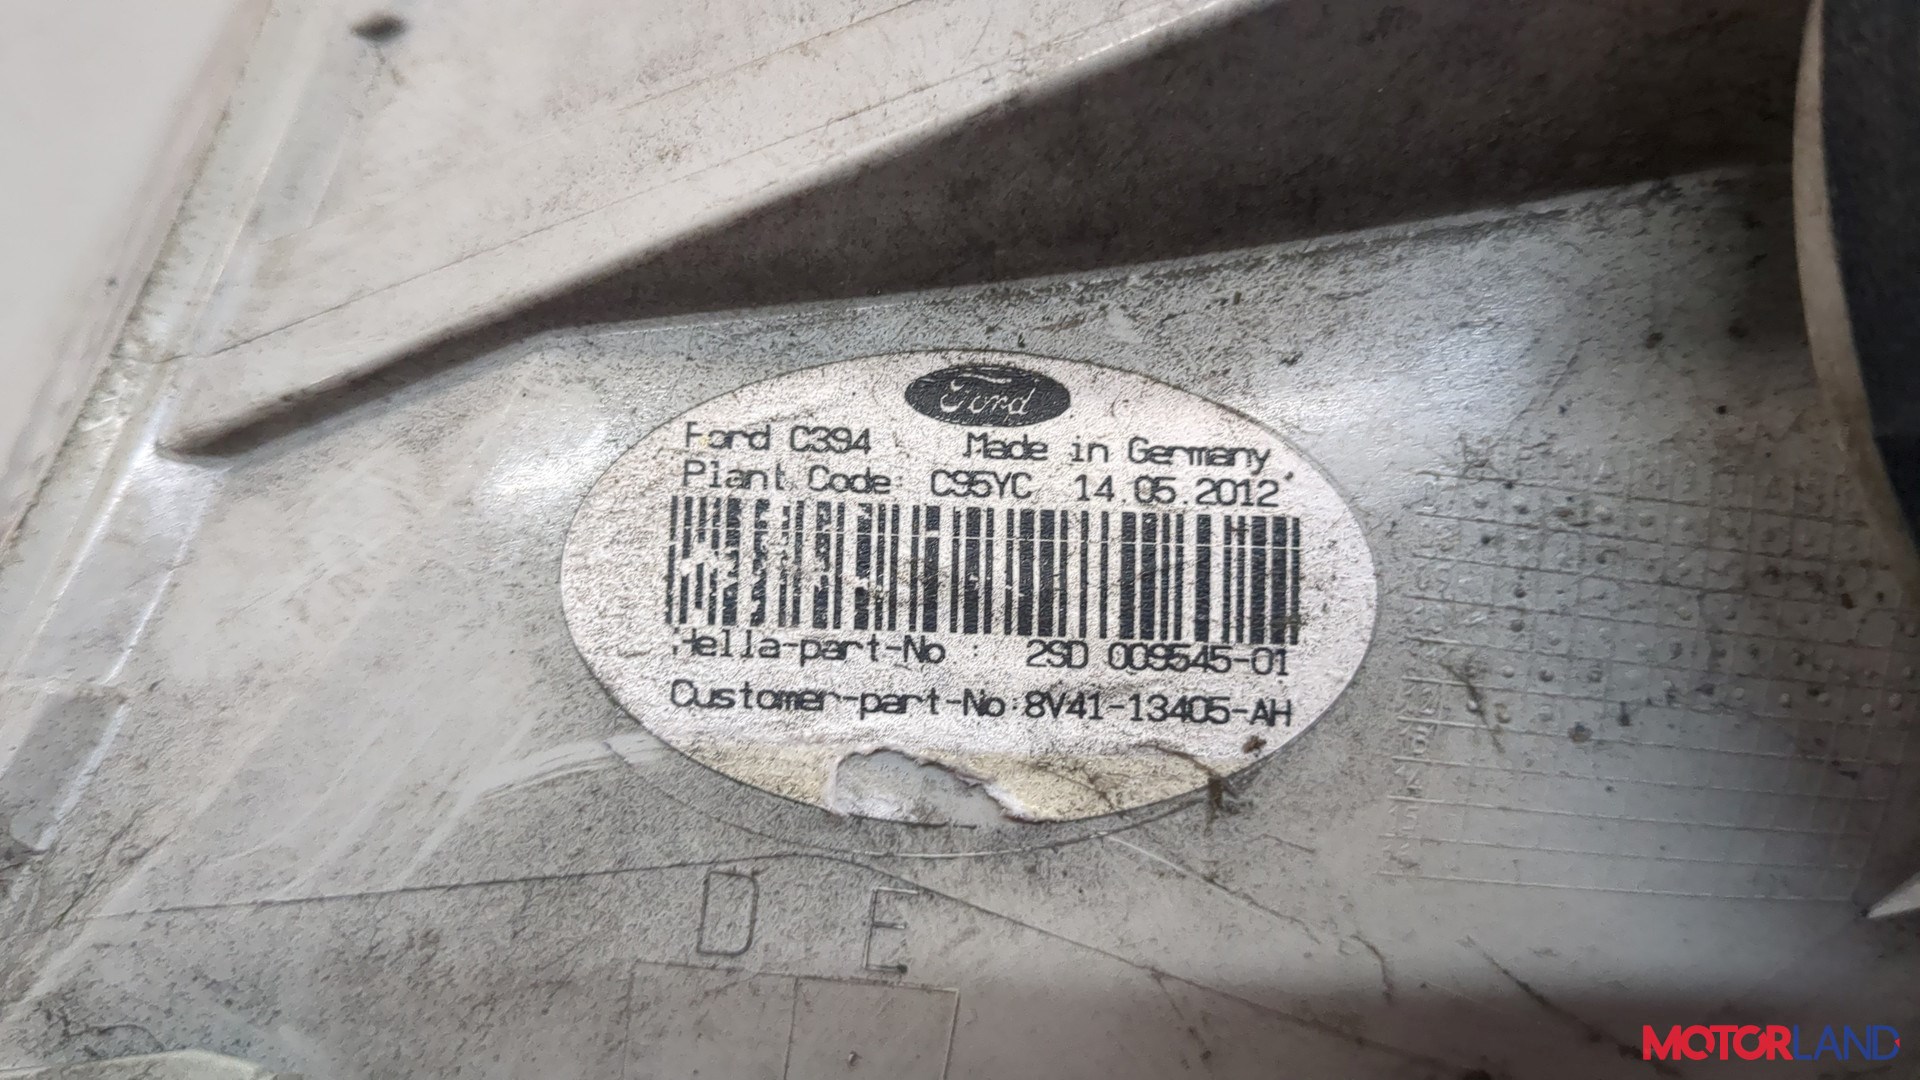 Ford
Ford C394 Made in Germany
Plant Code: C95YC 14.05.2012
Hella-part-No : 2SD 009545-01
Customer-part-No:8V41-13405-AH
D E
MOTORLAND